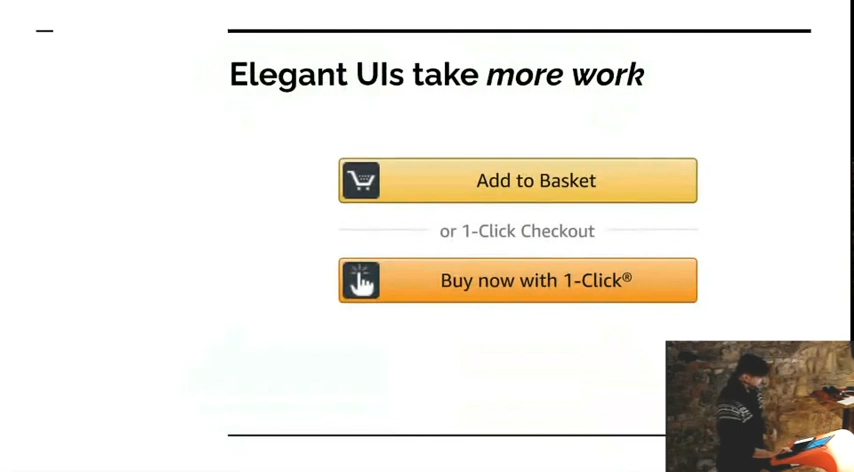 Elegant UIs take more work
Add to Basket
or 1-Click Checkout
Buy now with 1-Click®